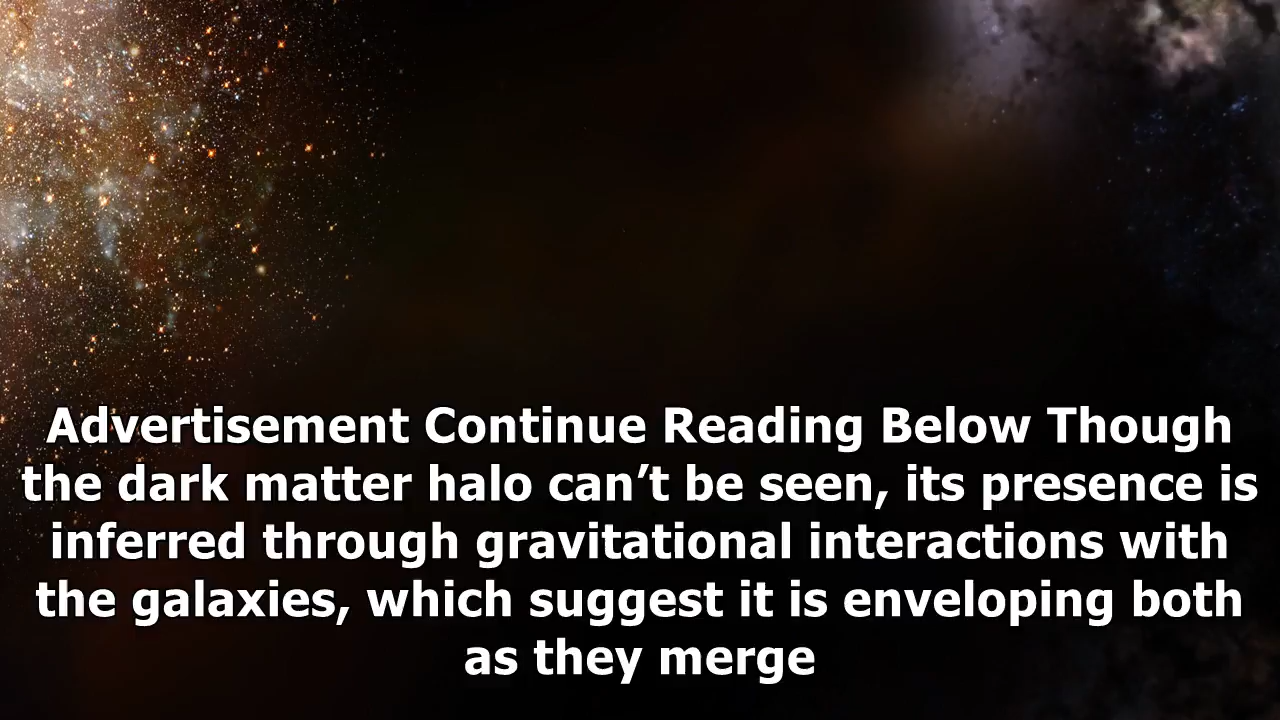 Advertisement Continue Reading Below Though
the dark matter halo can’t be seen, its presence is
inferred through gravitational interactions with
the galaxies, which suggest it is enveloping both
as they merge